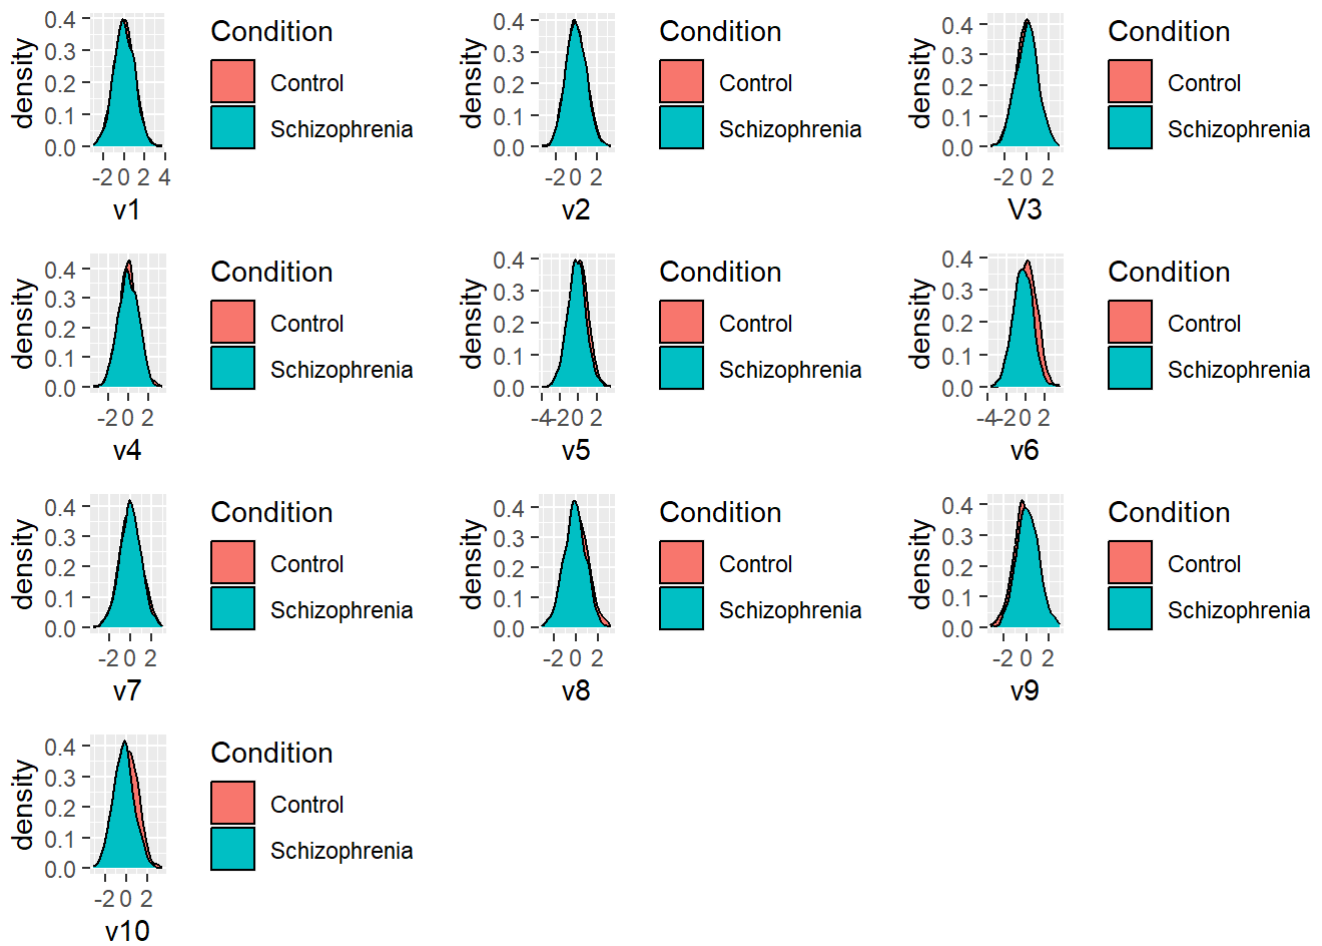 density
0.4
0.3
0.2
0.1
0.0
-2 0 2 4
v1
Condition
Control
Schizophrenia
density
0.4
0.3
0.2
0.1
0.0
-2 0 2
v2
Condition
Control
Schizophrenia
density
0.4
0.3
0.2
0.1
0.0
-2 0 2
V3
Condition
Control
Schizophrenia
density
0.4
0.3
0.2
0.1
0.0
-2 0 2
v4
Condition
Control
Schizophrenia
density
0.4
0.3
0.2
0.1
0.0
-4 -2 0 2
v5
Condition
Control
Schizophrenia
density
0.4
0.3
0.2
0.1
0.0
-4 -2 0 2
v6
Condition
Control
Schizophrenia
density
0.4
0.3
0.2
0.1
0.0
-2 0 2
v7
Condition
Control
Schizophrenia
density
0.4
0.3
0.2
0.1
0.0
-2 0 2
v8
Condition
Control
Schizophrenia
density
0.4
0.3
0.2
0.1
0.0
-2 0 2
v9
Condition
Control
Schizophrenia
density
0.4
0.3
0.2
0.1
0.0
-2 0 2
v10
Condition
Control
Schizophrenia